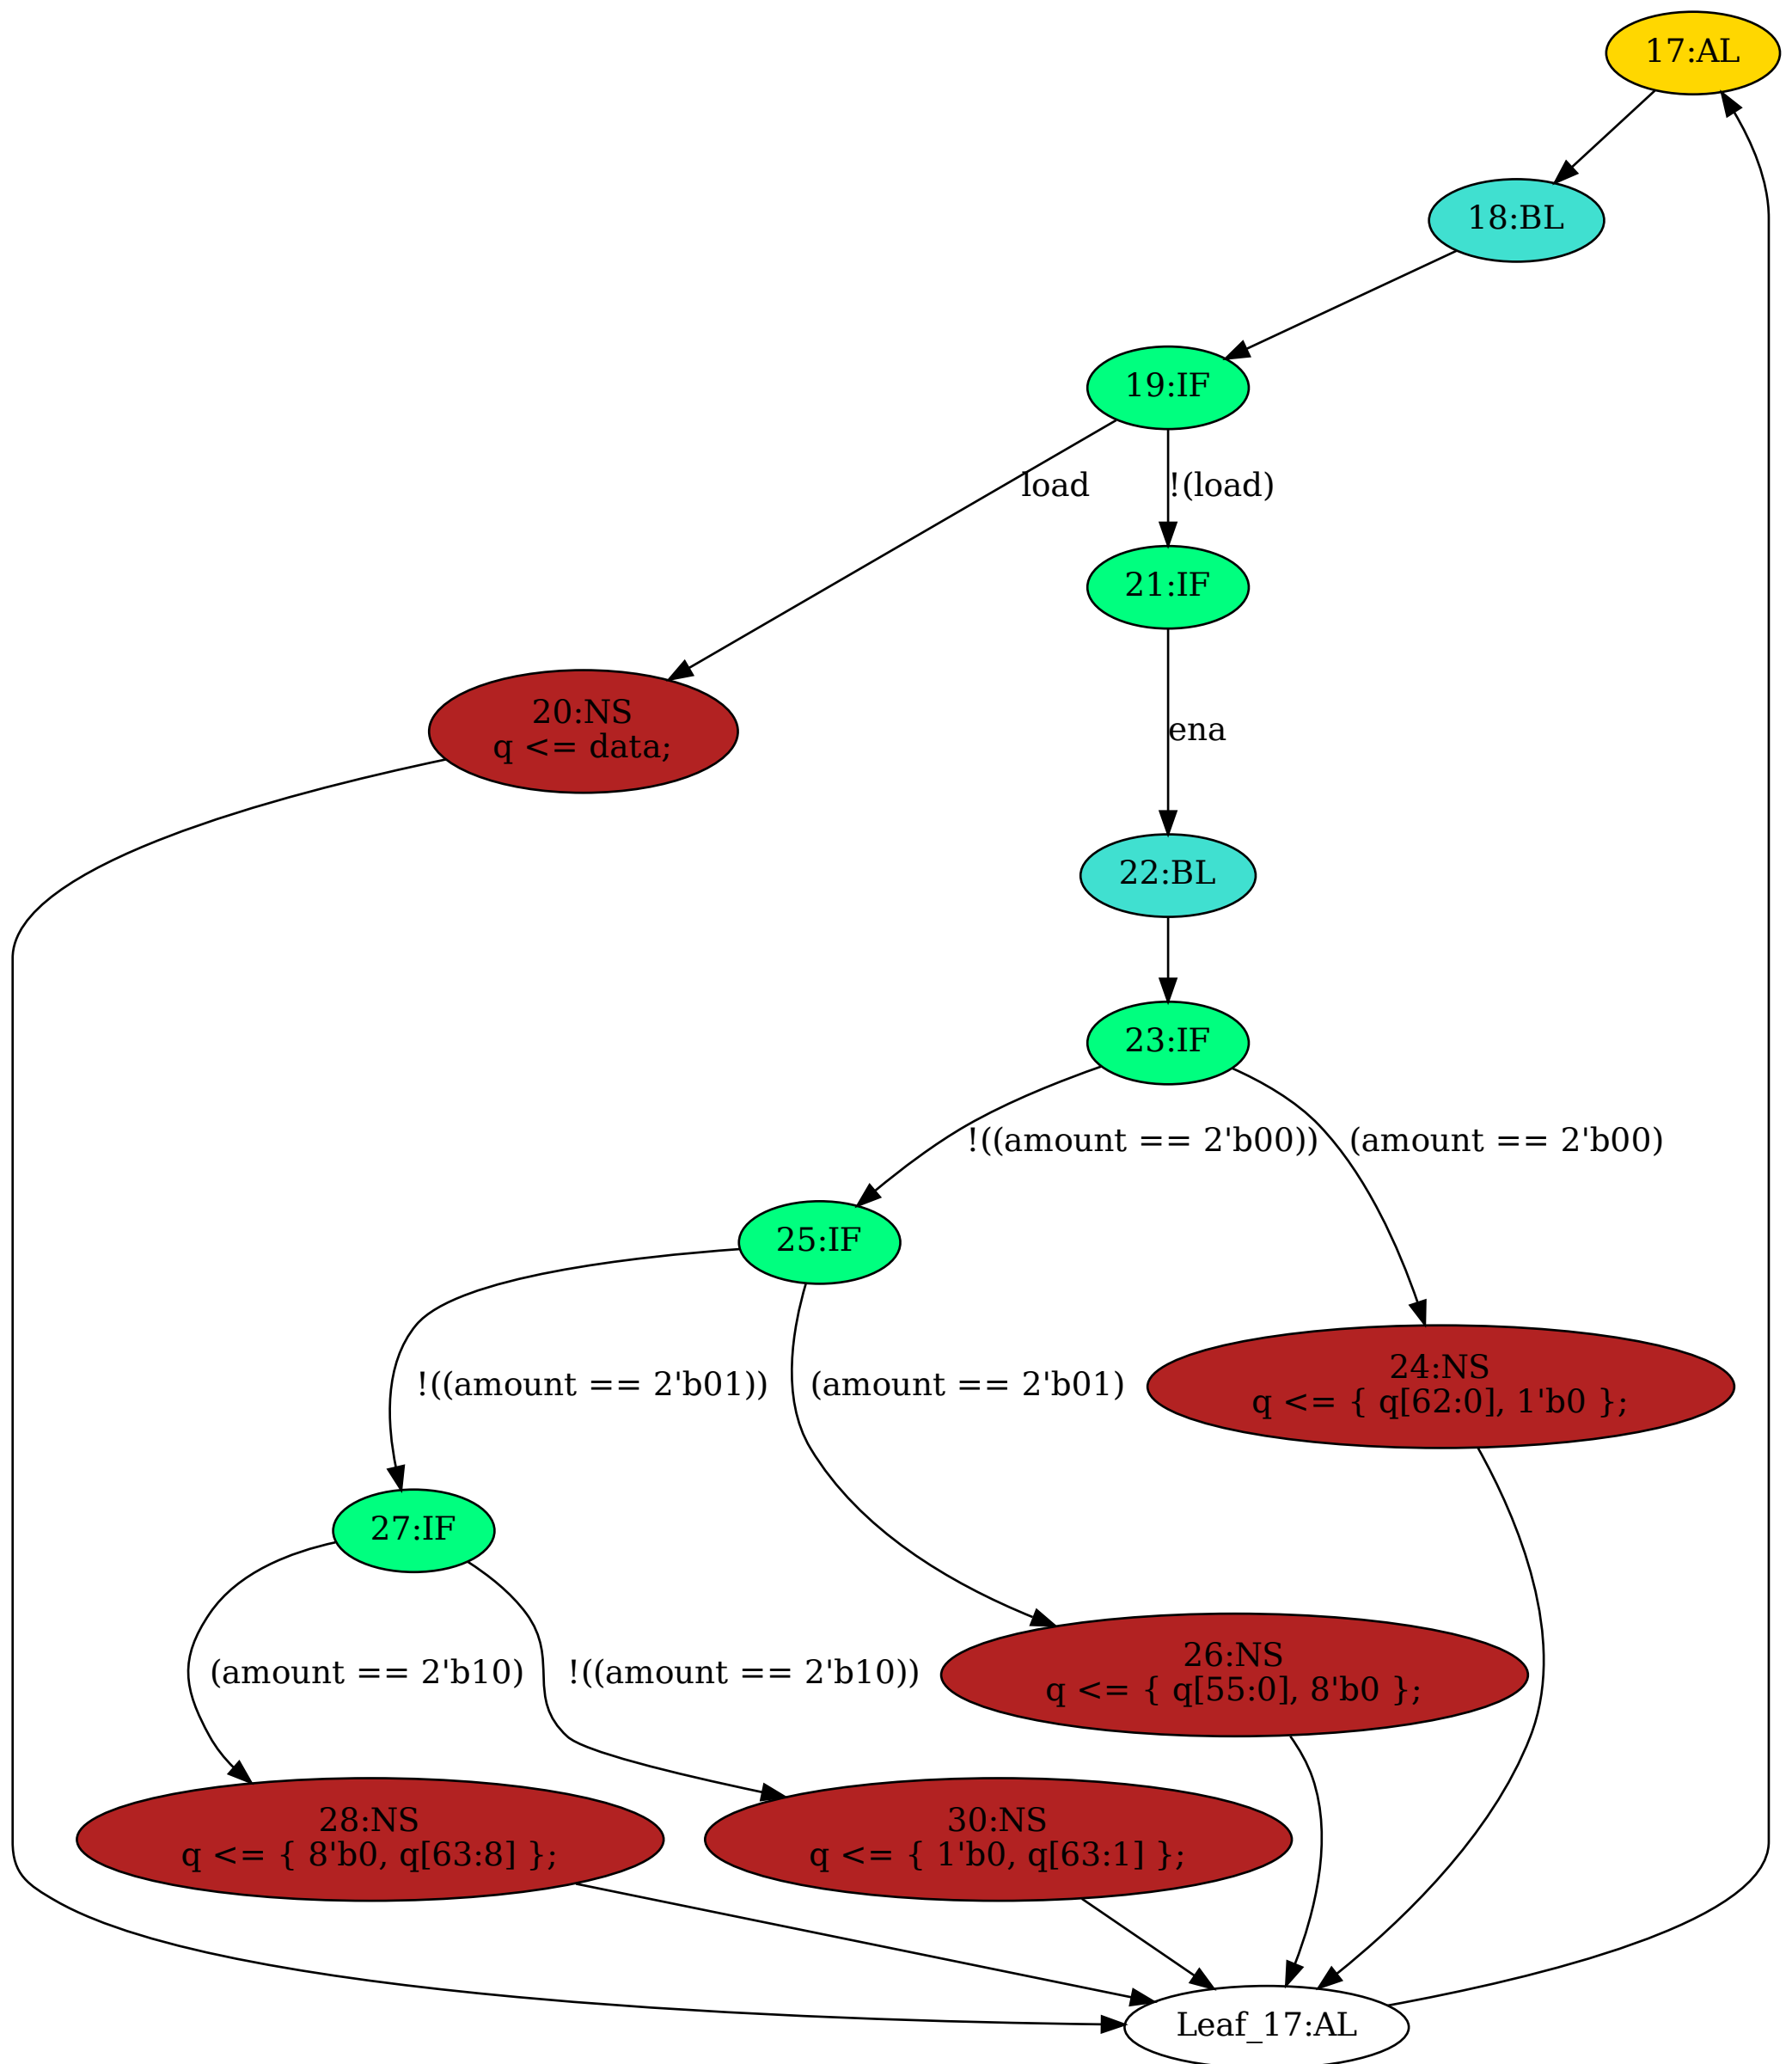 17:AL
18:BL
19:IF
load
!(load)
21:IF
20:NS
q <= data;
ena
22:BL
23:IF
!((amount == 2'b00))
(amount == 2'b00)
25:IF
!((amount == 2'b01))
(amount == 2'b01)
24:NS
q <= { q[62:0], 1'b0 };
27:IF
(amount == 2'b10)
!((amount == 2'b10))
26:NS
q <= { q[55:0], 8'b0 };
28:NS
q <= { 8'b0, q[63:8] };
30:NS
q <= { 1'b0, q[63:1] };
Leaf_17:AL